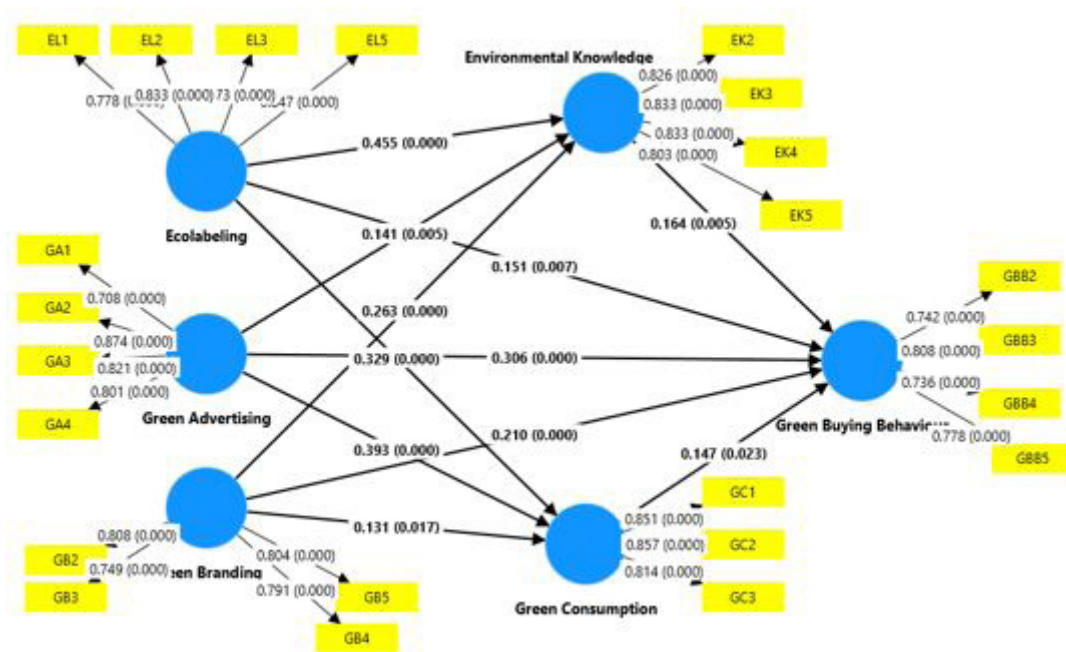 EL1
EL2
EL3
EL5
0.778
0.833 (0.000)
Ecolabeling
Environmental Knowledge
EK2
0.826 (0.000)
EK3
0.833 (0.000)
0.833 (0.000)
EK4
0.803 (0.000)
EK5
0.455 (0.000)
0.141 (0.005)
0.263 (0.000)
0.329 (0.000)
0.151 (0.007)
0.164 (0.005)
0.306 (0.000)
0.210 (0.000)
0.393 (0.000)
0.147 (0.023)
0.131 (0.017)
GA1
0.708 (0.000)
GA2
0.874 (0.000)
GA3
0.821 (0.000)
0.801 (0.000)
GA4
Green Advertising
GBB2
0.742 (0.000)
GBB3
0.808 (0.000)
0.736 (0.000)
GBB4
Green Buying
0.778 (0.000)
GBB5
0.808 (0.000)
GB2
0.749 (0.000)
GB3
Branding
0.804 (0.000)
GB5
0.791 (0.000)
GB4
GC1
0.851 (0.000)
0.857 (0.000)
GC2
0.814 (0.000)
GC3
Green Consumption